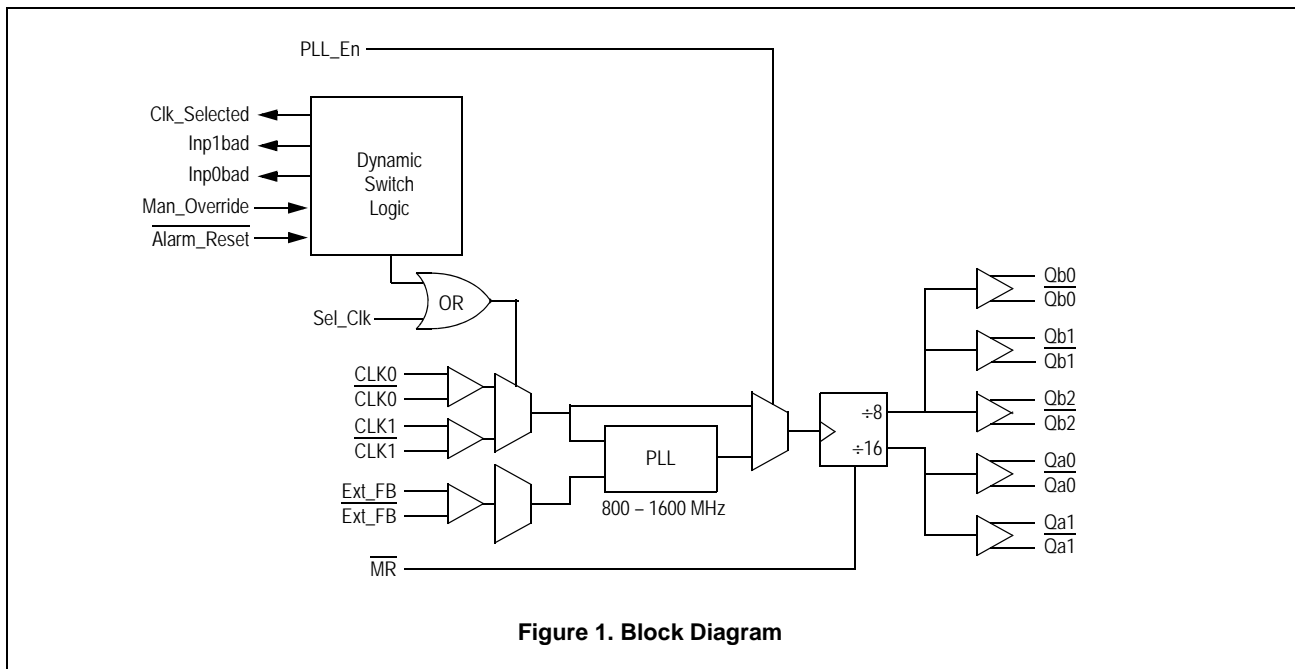 PLL_En
Clk_Selected
Inp1bad
Inp0bad
Man_Override
Alarm_Reset
Dynamic
Switch
Logic
OR
Sel_Clk
CLK0
CLK0
CLK1
CLK1
Ext_FB
Ext_FB
MR
PLL
800 – 1600 MHz
÷8
÷16
Qb0
Qb0
Qb1
Qb1
Qb2
Qb2
Qa0
Qa0
Qa1
Qa1
Figure 1. Block Diagram